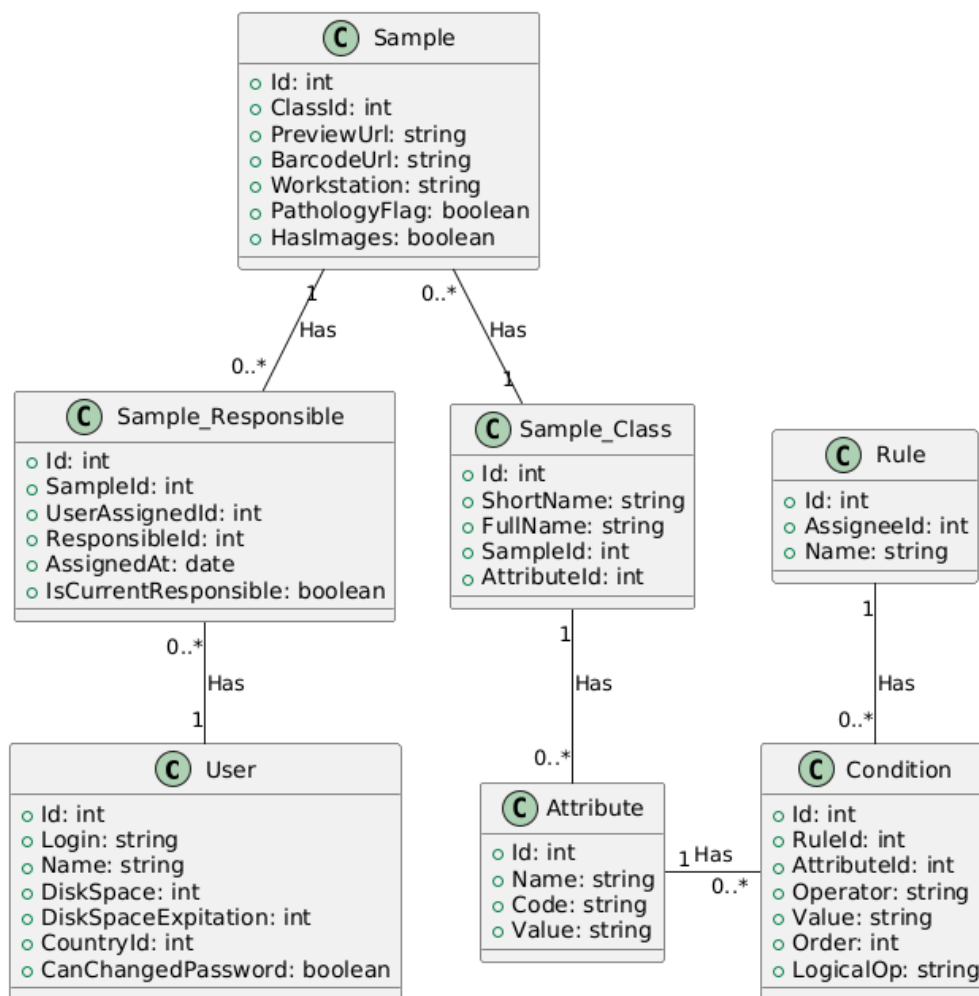 C Sample
Id: int
ClassId: int
PreviewUrl: string
BarcodeUrl: string
Workstation: string
PathologyFlag: boolean
HasImages: boolean
1
0..*
Has
Has
0..*
1
C Sample_Responsible
Id: int
SampleId: int
UserAssignedId: int
ResponsibleId: int
AssignedAt: date
IsCurrentResponsible: boolean
C Sample_Class
Id: int
ShortName: string
FullName: string
SampleId: int
AttributeId: int
C Rule
Id: int
AssigneeId: int
Name: string
0..*
Has
1
1
Has
0..*
1
Has
0..*
C User
Id: int
Login: string
Name: string
DiskSpace: int
DiskSpaceExpitation: int
CountryId: int
CanChangedPassword: boolean
C Attribute
Id: int
Name: string
Code: string
Value: string
1
Has
0..*
C Condition
Id: int
RuleId: int
AttributeId: int
Operator: string
Value: string
Order: int
LogicalOp: string